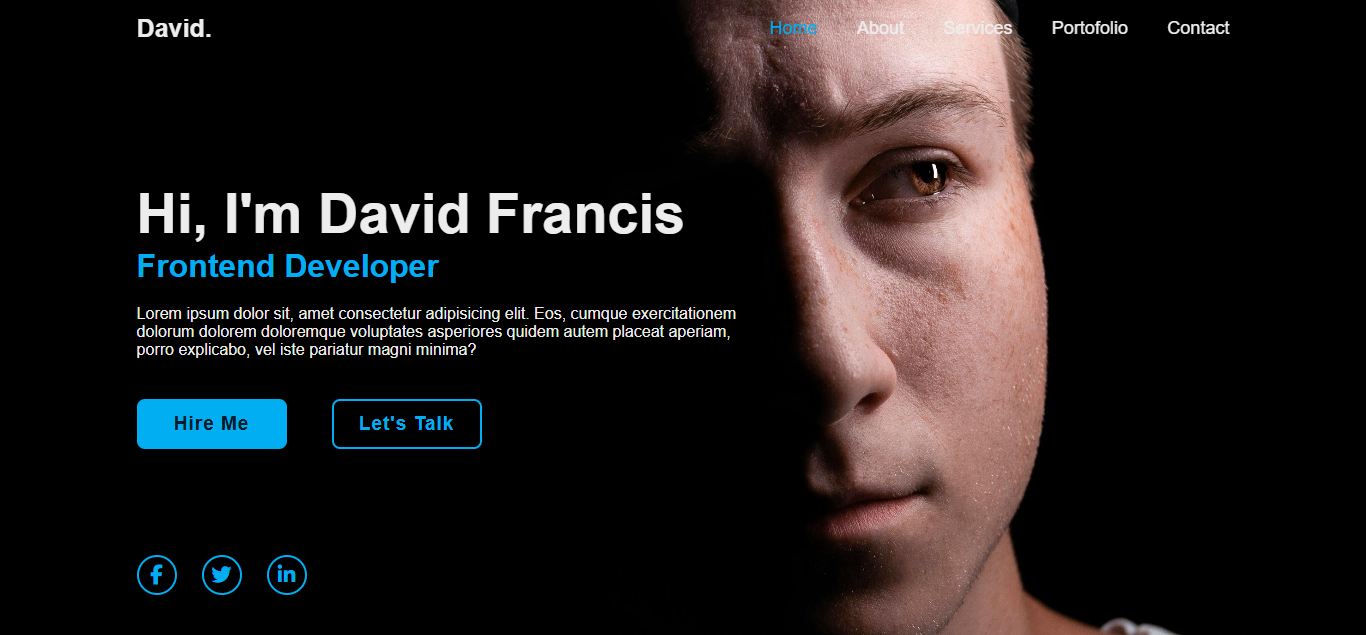 David.
Home About Services Portofolio Contact
Hi, I'm David Francis
Frontend Developer
Lorem ipsum dolor sit, amet consectetur adipisicing elit. Eos, cumque exercitationem
dolorum dolorem doloremque voluptates asperiores quidem autem placeat aperiam,
porro explicabo, vel iste pariatur magni minima?
Hire Me
Let's Talk